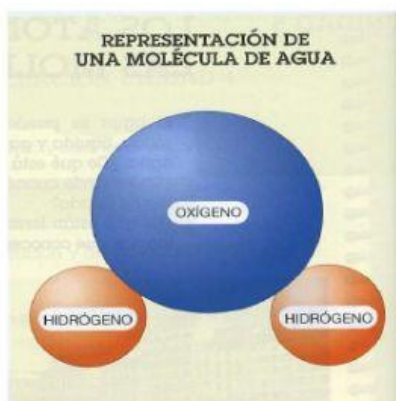 REPRESENTACIÓN DE
UNA MOLÉCULA DE AGUA
OXÍGENO
HIDRÓGENO
HIDRÓGENO